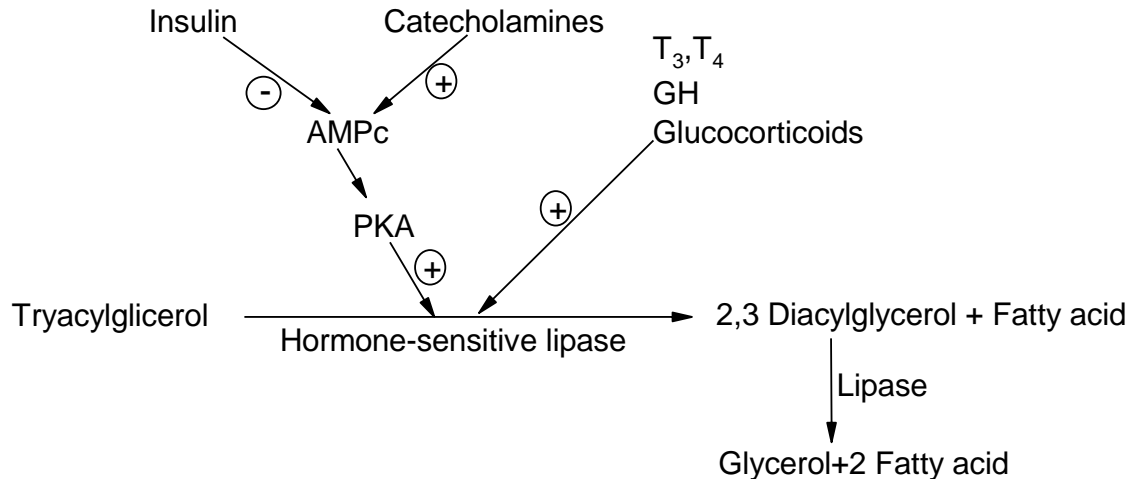 Insulin
Catecholamines
T3,T4
GH
Glucocorticoids
-
+
AMPc
+
PKA
+
Tryacylglicerol
Hormone-sensitive lipase
2,3 Diacylglycerol + Fatty acid
Lipase
Glycerol+2 Fatty acid